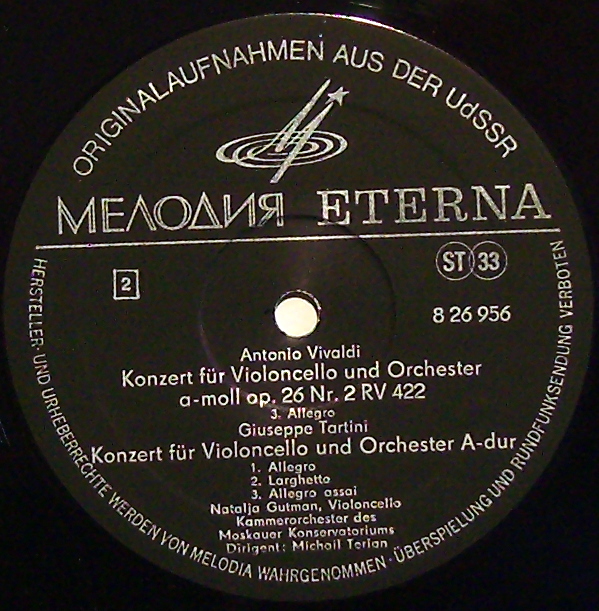 ORIGINALAUFNAHMEN AUS DER UdSSR
МЕЛОДИЯ ETERNA
ST 33
2
8 26 956
Antonio Vivaldi
Konzert für Violoncello und Orchester
a-moll op. 26 Nr. 2 RV 422
3. Allegro
Giuseppe Tartini
Konzert für Violoncello und Orchester A-dur
1. Allegro
2. Larghetto
3. Allegro assai
Natalja Gutman, Violoncello
Kammerorchester des
Moskauer Konservatoriums
Dirigent: Michail Terian
HERSTELLER- UND URHEBERRECHTE WERDEN VON MELODIA WAHRGENOMMEN · ÜBERSPIELUNG UND RUNDFUNKSENDUNG VERBOTEN